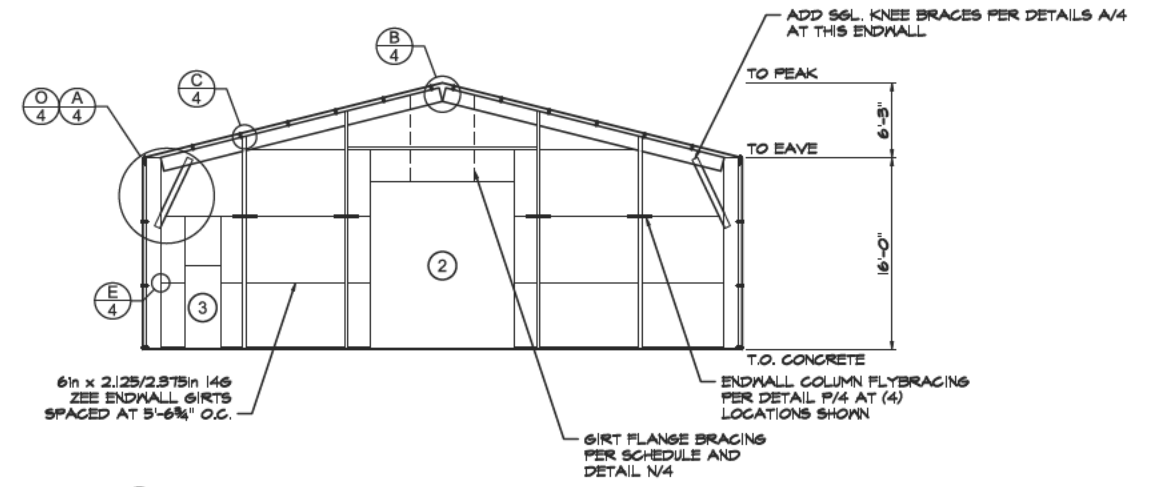 ADD SGL. KNEE BRACES PER DETAILS A/4
AT THIS ENDWALL
B
4
TO PEAK
C
4
O
4
A
4
6'-3"
TO EAVE
16'-0"
2
E
4
3
T.O. CONCRETE
6in x 2.125/2.375in 14G
ZEE ENDWALL GIRTS
SPACED AT 5'-6¾" O.C.
ENDWALL COLUMN FLYBRACING
PER DETAIL P/4 AT (4)
LOCATIONS SHOWN
GIRT FLANGE BRACING
PER SCHEDULE AND
DETAIL N/4